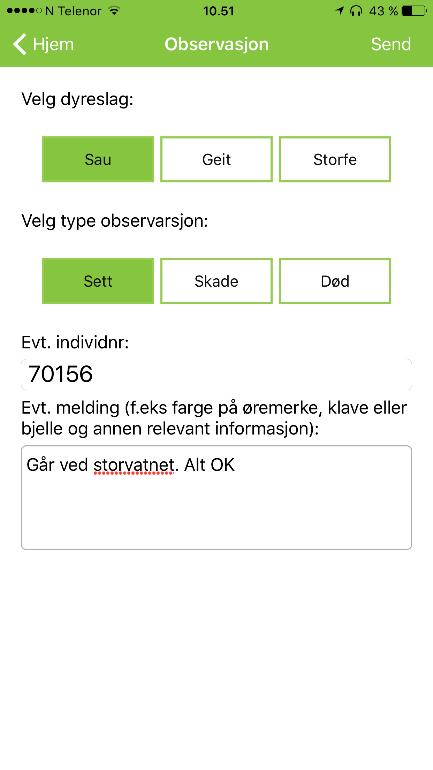 N Telenor 10.51 43 %
Hjem Observasjon Send
Velg dyreslag:
Sau Geit Storfe
Velg type observarsjon:
Sett Skade Død
Evt. individnr:
70156
Evt. melding (f.eks farge på øremerke, klave eller
bjelle og annen relevant informasjon):
Går ved storvatnet. Alt OK